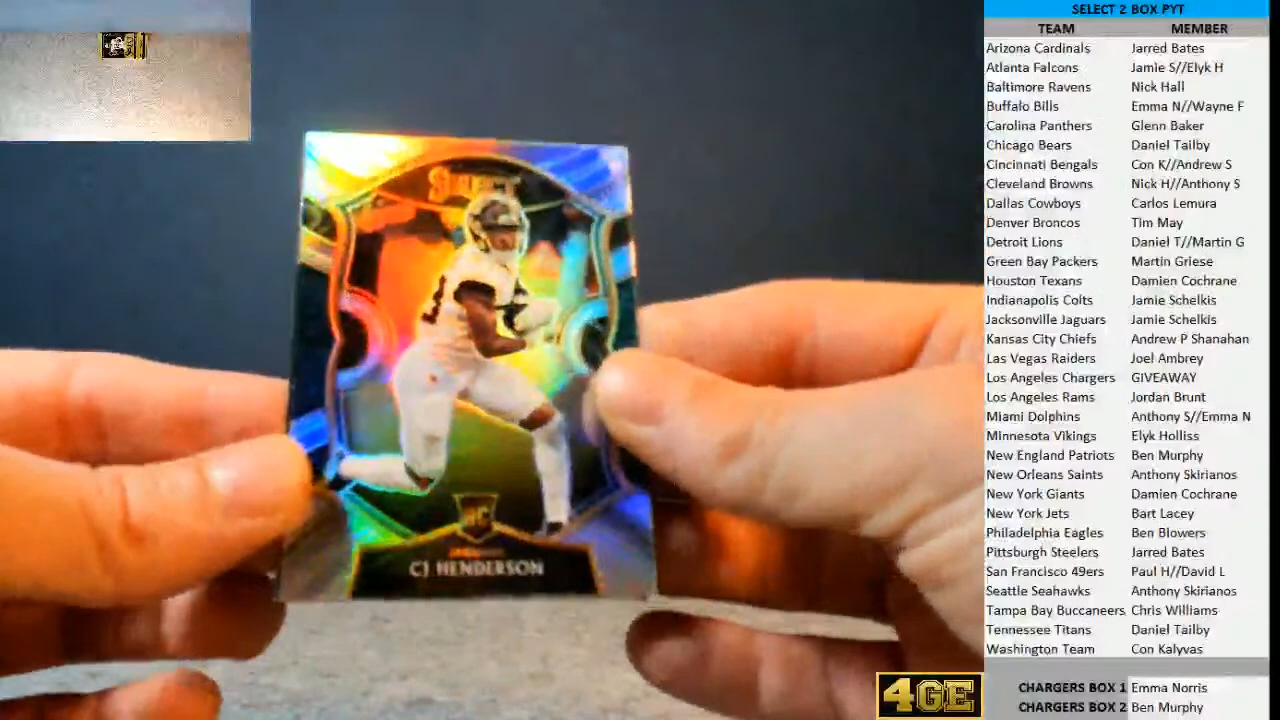 SELECT 2 BOX PYT
TEAM MEMBER
Arizona Cardinals Jarred Bates
Atlanta Falcons Jamie S//Elyk H
Baltimore Ravens Nick Hall
Buffalo Bills Emma N//Wayne F
Carolina Panthers Glenn Baker
Chicago Bears Daniel Tailby
Cincinnati Bengals Con K//Andrew S
Cleveland Browns Nick H//Anthony S
Dallas Cowboys Carlos Lemura
Denver Broncos Tim May
Detroit Lions Daniel T//Martin G
Green Bay Packers Martin Griese
Houston Texans Damien Cochrane
Indianapolis Colts Jamie Schelkis
Jacksonville Jaguars Jamie Schelkis
Kansas City Chiefs Andrew P Shanahan
Las Vegas Raiders Joel Ambrey
Los Angeles Chargers GIVEAWAY
Los Angeles Rams Jordan Brunt
Miami Dolphins Anthony S//Emma N
Minnesota Vikings Elyk Holliss
New England Patriots Ben Murphy
New Orleans Saints Anthony Skirianos
New York Giants Damien Cochrane
New York Jets Bart Lacey
Philadelphia Eagles Ben Blowers
Pittsburgh Steelers Jarred Bates
San Francisco 49ers Paul H//David L
Seattle Seahawks Anthony Skirianos
Tampa Bay Buccaneers Chris Williams
Tennessee Titans Daniel Tailby
Washington Team Con Kalyvas
CHARGERS BOX 1 Emma Norris
CHARGERS BOX 2 Ben Murphy
4GE
SELECT
RC
CJ HENDERSON